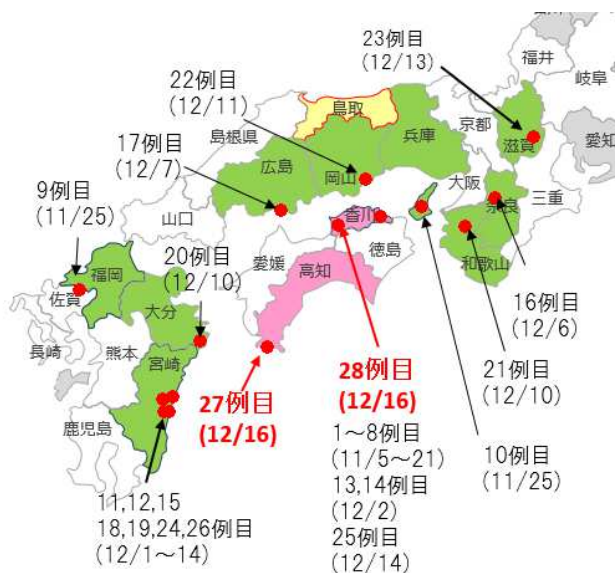 23例目
(12/13)
福井
岐阜
22例目
(12/11)
鳥取
兵庫
京都
滋賀
愛知
島根県
17例目
(12/7)
広島
岡山
大阪
三重
奈良
9例目
(11/25)
山口
香川
徳島
和歌山
福岡
20例目
(12/10)
愛媛
高知
佐賀
大分
16例目
(12/6)
長崎
熊本
宮崎
27例目
(12/16)
28例目
(12/16)
21例目
(12/10)
鹿児島
1～8例目
(11/5～21)
10例目
(11/25)
13,14例目
(12/2)
11,12,15
18,19,24,26例目
(12/1～14)
25例目
(12/14)